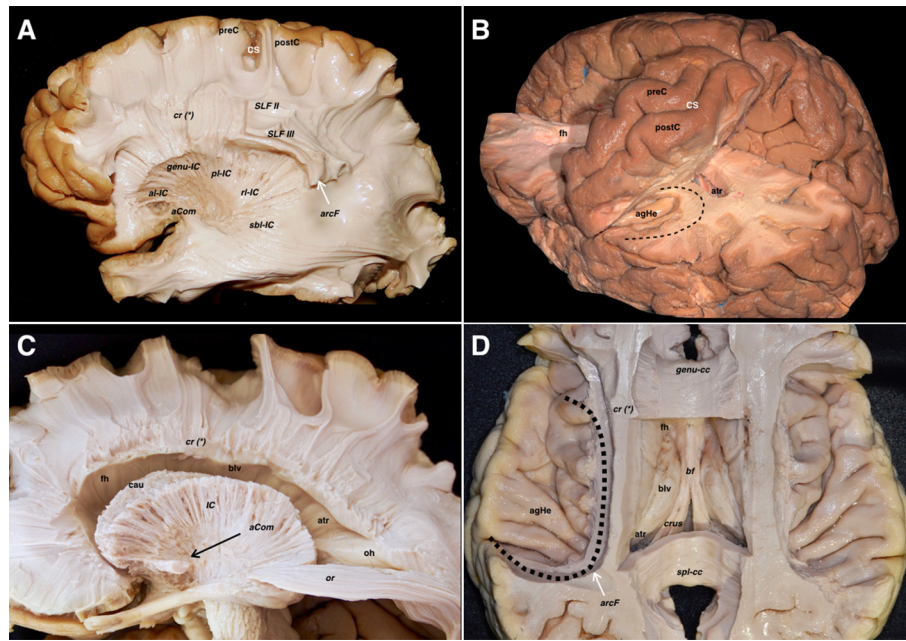 A
preC
CS
postC
SLF II
cr (*)
SLF III
genu-IC
pl-IC
al-IC
rl-IC
aCom
arcF
sbl-IC
B
preC
CS
fh
postC
atr
agHe
C
cr (*)
blv
fh
cau
IC
atr
aCom
oh
or
D
genu-cc
cr (*)
fh
bf
blv
agHe
crus
atr
spl-cc
arcF